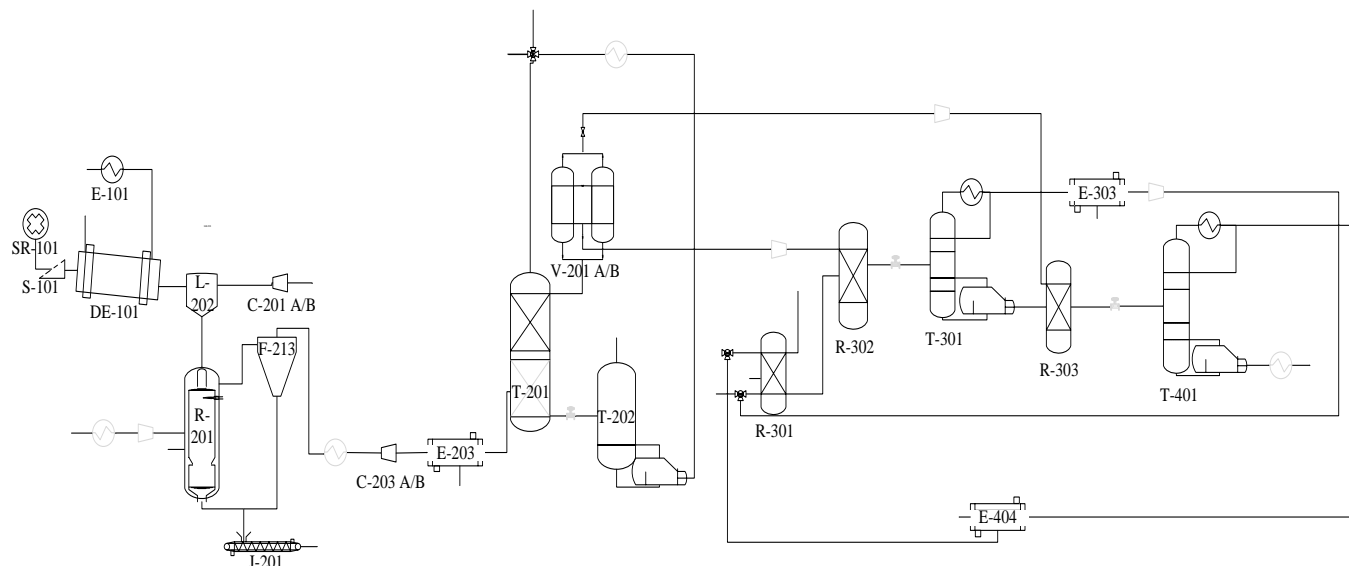 E-101
SR-101
S-101
DE-101
L-
202
C-201 A/B
F-213
R-
201
C-203 A/B
E-203
T-201
T-202
V-201 A/B
R-301
R-302
T-301
E-303
R-303
T-401
E-404